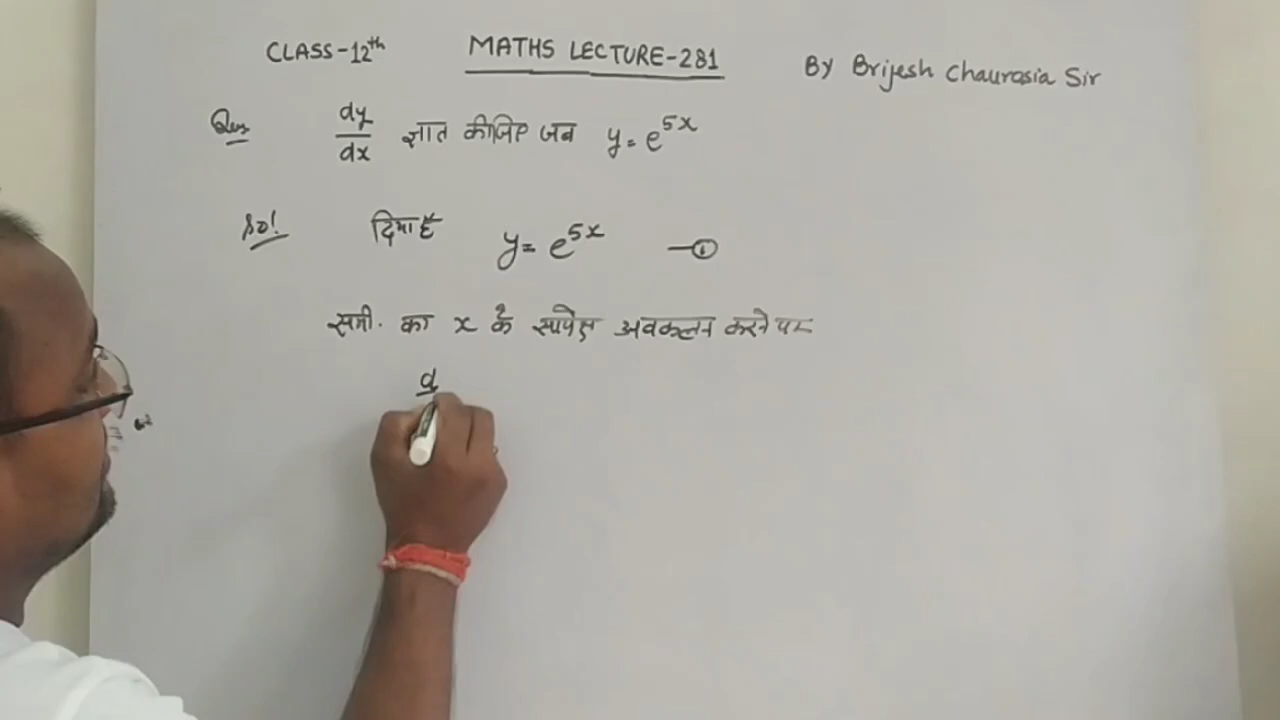 CLASS-12th MATHS LECTURE-281 By Brijesh Chaurasia Sir
Ques dy/dx ज्ञात कीजिए जब y = e^5x
Sol दिया है y = e^5x —①
समी. का x के सापेक्ष अवकलन करने पर
d